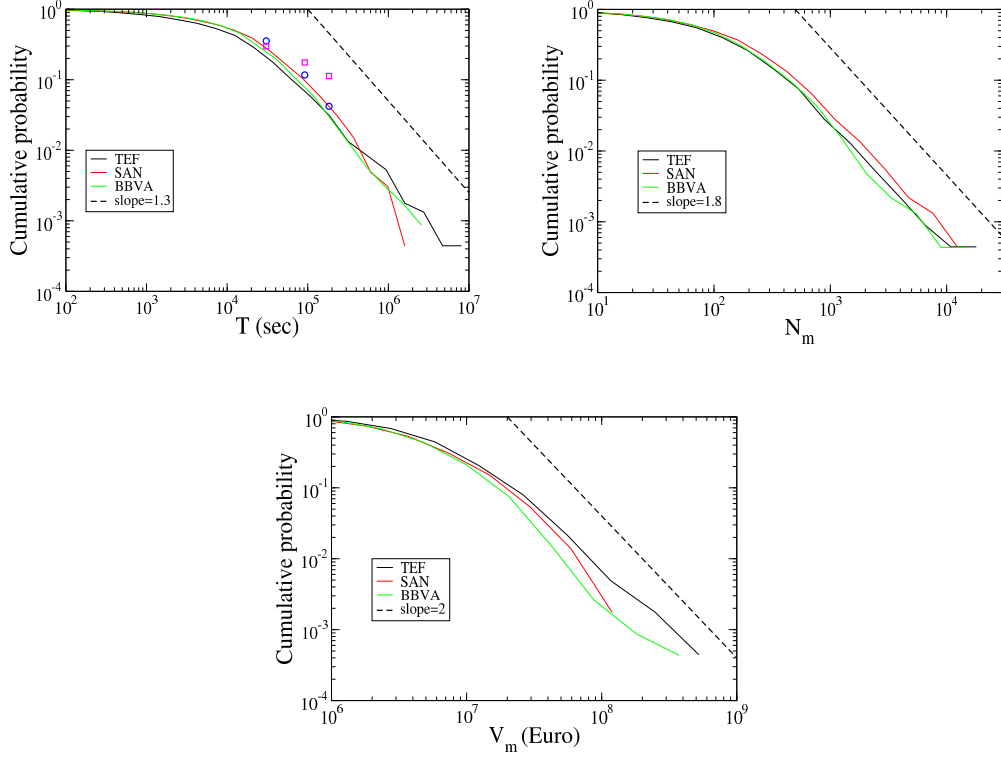 Cumulative probability
10^0
10^-1
10^-2
10^-3
10^-4
TEF
SAN
BBVA
slope=1.3
10^2 10^3 10^4 10^5 10^6 10^7
T (sec)
Cumulative probability
10^0
10^-1
10^-2
10^-3
10^-4
TEF
SAN
BBVA
slope=1.8
10^1 10^2 10^3 10^4
N_m
Cumulative probability
10^0
10^-1
10^-2
10^-3
10^-4
TEF
SAN
BBVA
slope=2
10^6 10^7 10^8 10^9
V_m (Euro)